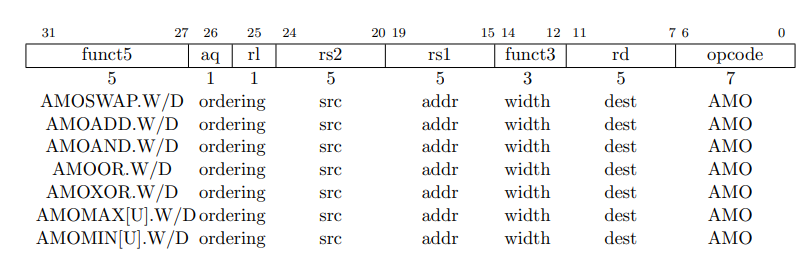 31 27 26 25 24 20 19 15 14 12 11 7 6 0
funct5 aq rl rs2 rs1 funct3 rd opcode
5 1 1 5 5 3 5 7
AMOSWAP.W/D ordering src addr width dest AMO
AMOADD.W/D ordering src addr width dest AMO
AMOAND.W/D ordering src addr width dest AMO
AMOOR.W/D ordering src addr width dest AMO
AMOXOR.W/D ordering src addr width dest AMO
AMOMAX[U].W/D ordering src addr width dest AMO
AMOMIN[U].W/D ordering src addr width dest AMO